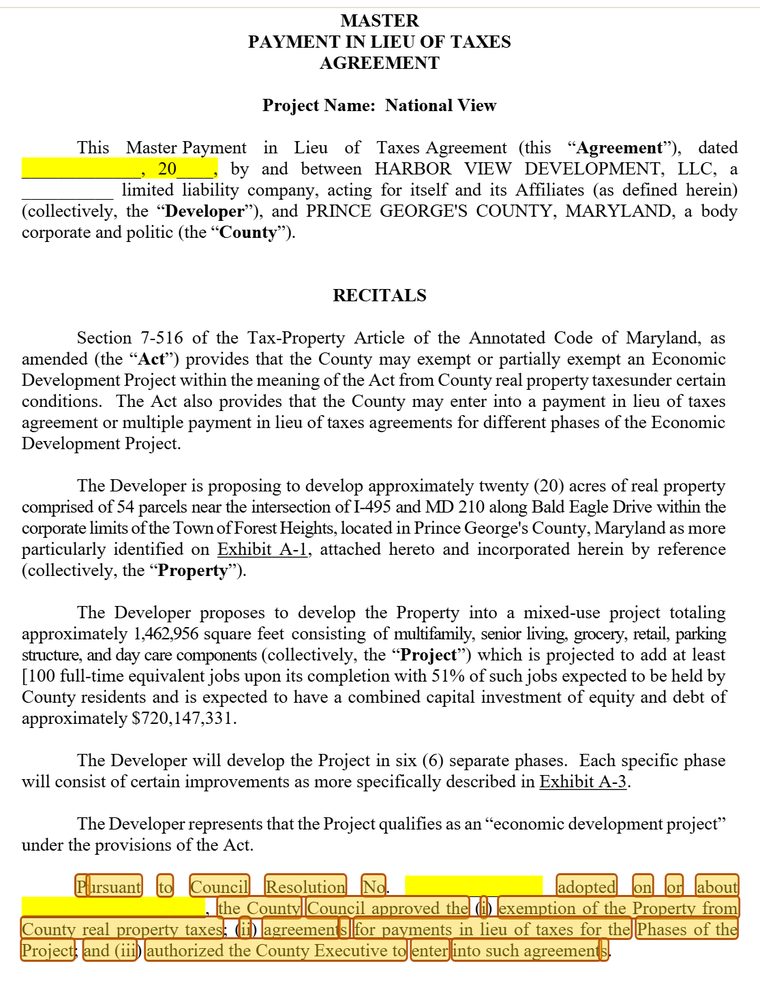 MASTER
PAYMENT IN LIEU OF TAXES
AGREEMENT
Project Name: National View
This Master Payment in Lieu of Taxes Agreement (this “Agreement”), dated
____________, 20____, by and between HARBOR VIEW DEVELOPMENT, LLC, a
_________ limited liability company, acting for itself and its Affiliates (as defined herein)
(collectively, the “Developer”), and PRINCE GEORGE'S COUNTY, MARYLAND, a body
corporate and politic (the “County”).
RECITALS
Section 7-516 of the Tax-Property Article of the Annotated Code of Maryland, as
amended (the “Act”) provides that the County may exempt or partially exempt an Economic
Development Project within the meaning of the Act from County real property taxesunder certain
conditions. The Act also provides that the County may enter into a payment in lieu of taxes
agreement or multiple payment in lieu of taxes agreements for different phases of the Economic
Development Project.
The Developer is proposing to develop approximately twenty (20) acres of real property
comprised of 54 parcels near the intersection of I-495 and MD 210 along Bald Eagle Drive within the
corporate limits of the Town of Forest Heights, located in Prince George's County, Maryland as more
particularly identified on Exhibit A-1, attached hereto and incorporated herein by reference
(collectively, the “Property”).
The Developer proposes to develop the Property into a mixed-use project totaling
approximately 1,462,956 square feet consisting of multifamily, senior living, grocery, retail, parking
structure, and day care components (collectively, the “Project”) which is projected to add at least
[100 full-time equivalent jobs upon its completion with 51% of such jobs expected to be held by
County residents and is expected to have a combined capital investment of equity and debt of
approximately $720,147,331.
The Developer will develop the Project in six (6) separate phases. Each specific phase
will consist of certain improvements as more specifically described in Exhibit A-3.
The Developer represents that the Project qualifies as an “economic development project”
under the provisions of the Act.
Pursuant to Council Resolution No. ____________ adopted on or about
________________, the County Council approved the (i) exemption of the Property from
County real property taxes; (ii) agreements for payments in lieu of taxes for the Phases of the
Project; and (iii) authorized the County Executive to enter into such agreements.